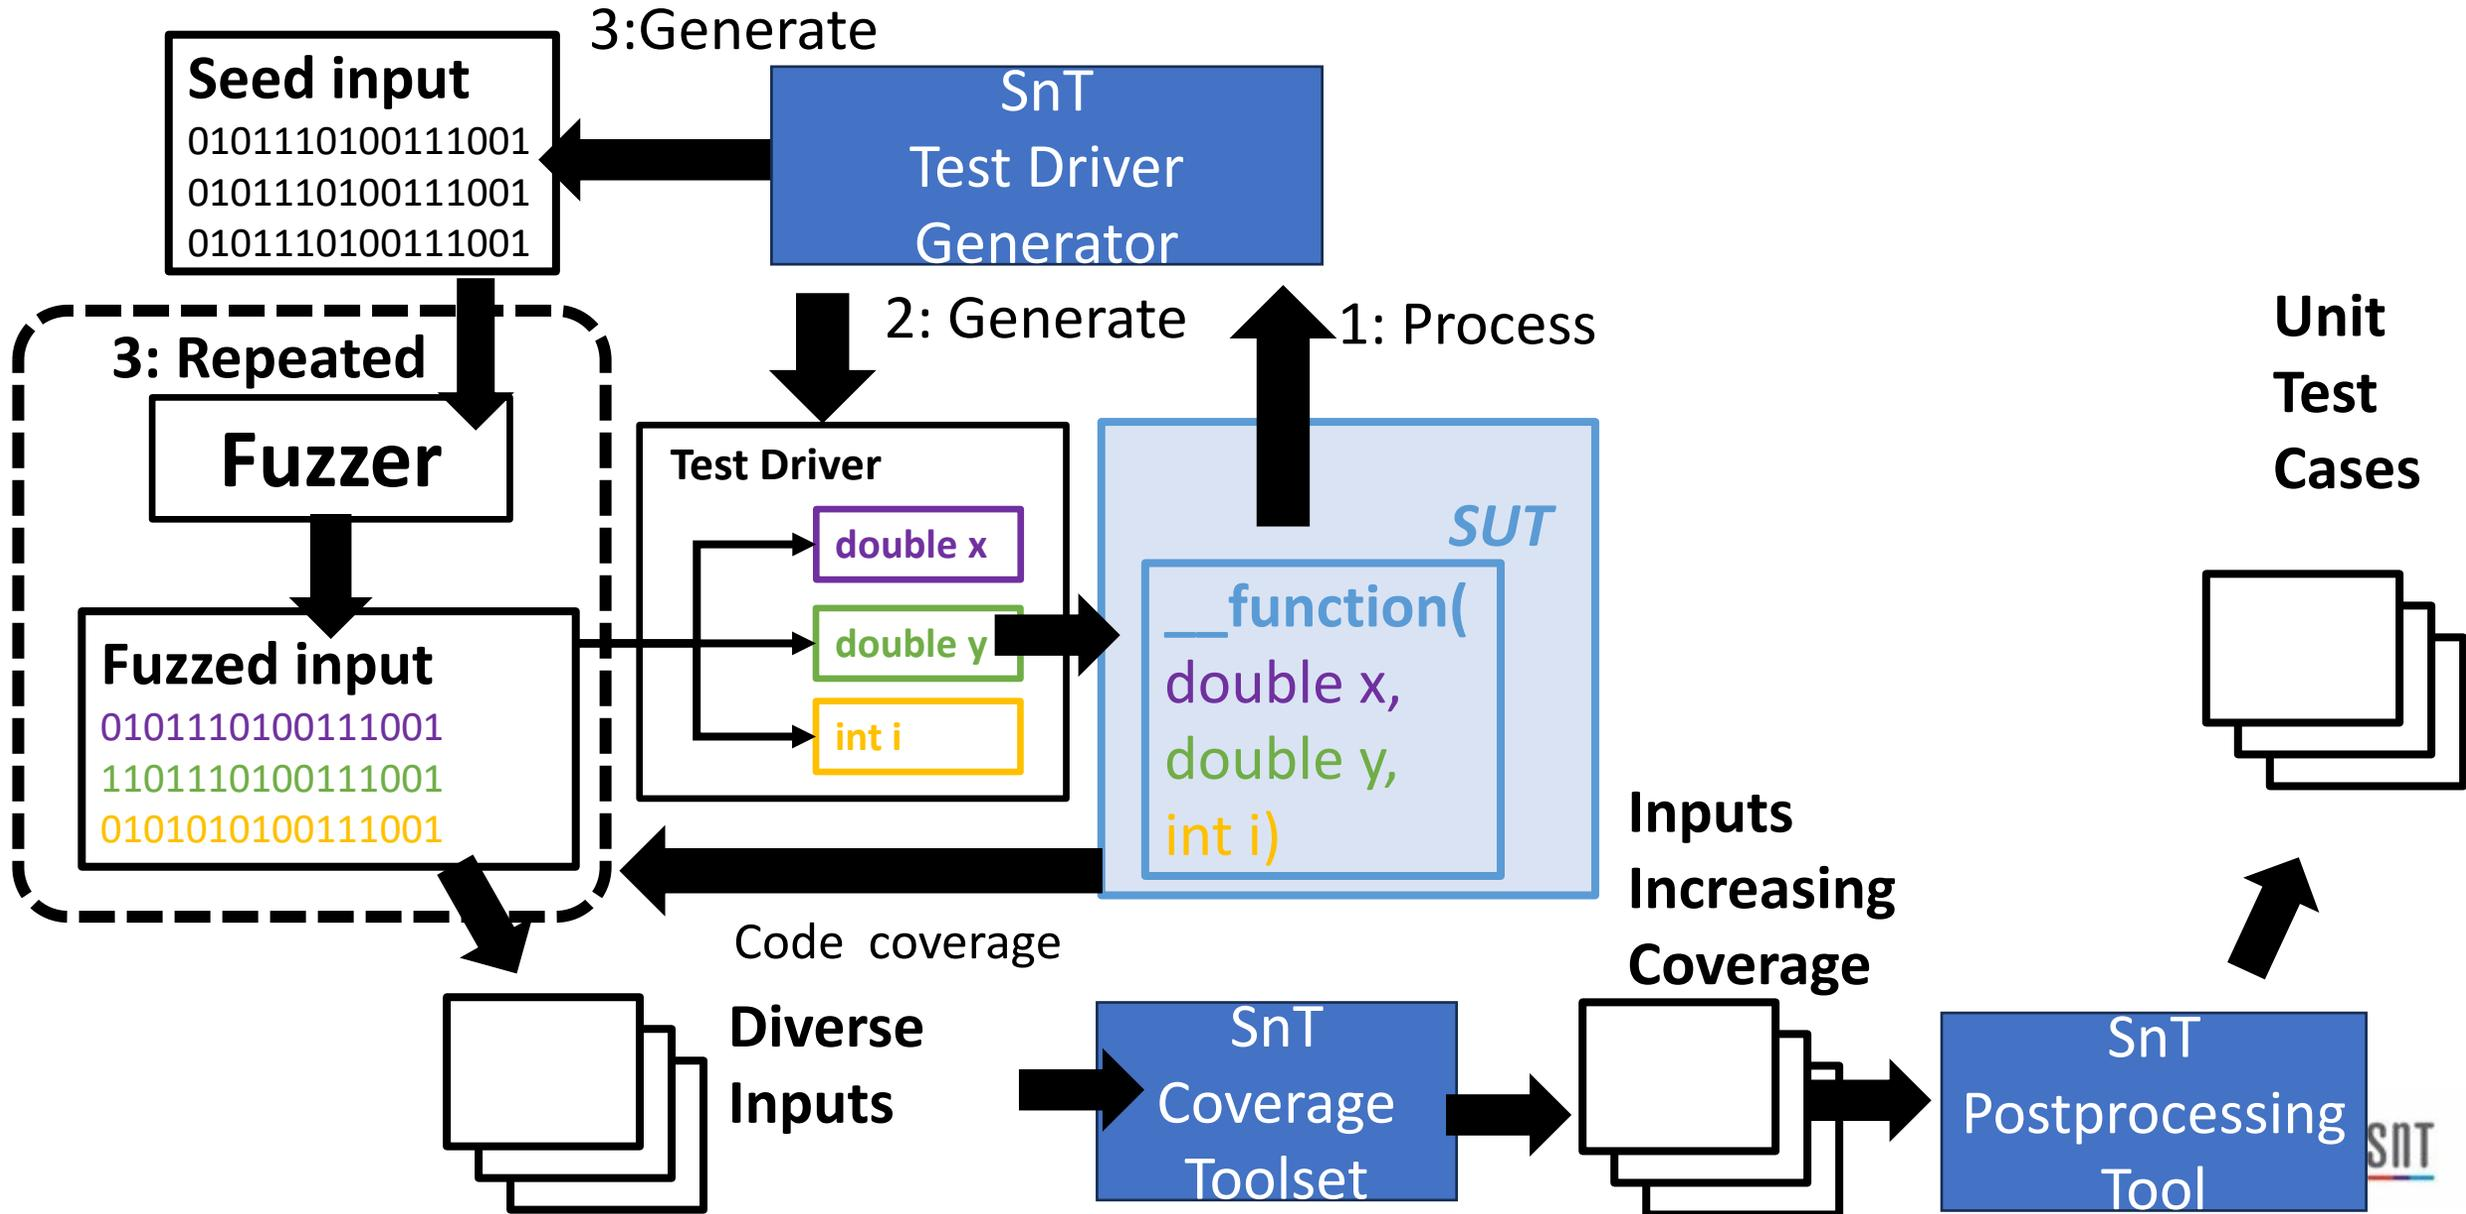 3:Generate
Seed input
0101110100111001
0101110100111001
0101110100111001
SnT
Test Driver
Generator
2: Generate
1: Process
3: Repeated
Fuzzer
Fuzzed input
0101110100111001
1101110100111001
0101010100111001
Test Driver
double x
double y
int i
SUT
__function(
double x,
double y,
int i)
Code  coverage
Diverse
Inputs
SnT
Coverage
Toolset
Inputs
Increasing
Coverage
SnT
Postprocessing
Tool
Unit
Test
Cases
SnT